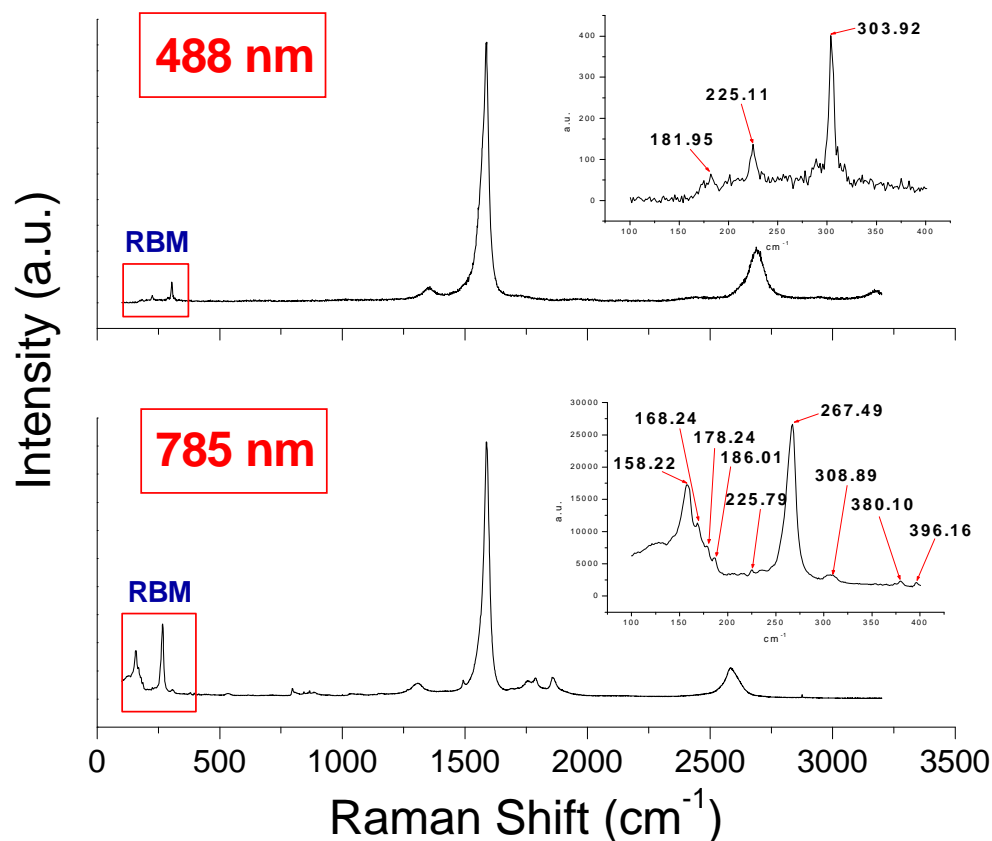 488 nm
RBM
303.92
225.11
181.95
400
300
200
100
0
a.u.
100 150 200 250 300 350 400
cm-1
785 nm
RBM
267.49
168.24
178.24
186.01
158.22
225.79
308.89
380.10
396.16
30000
25000
20000
15000
10000
5000
0
a.u.
100 150 200 250 300 350 400
cm-1
Intensity (a.u.)
0 500 1000 1500 2000 2500 3000 3500
Raman Shift (cm-1)